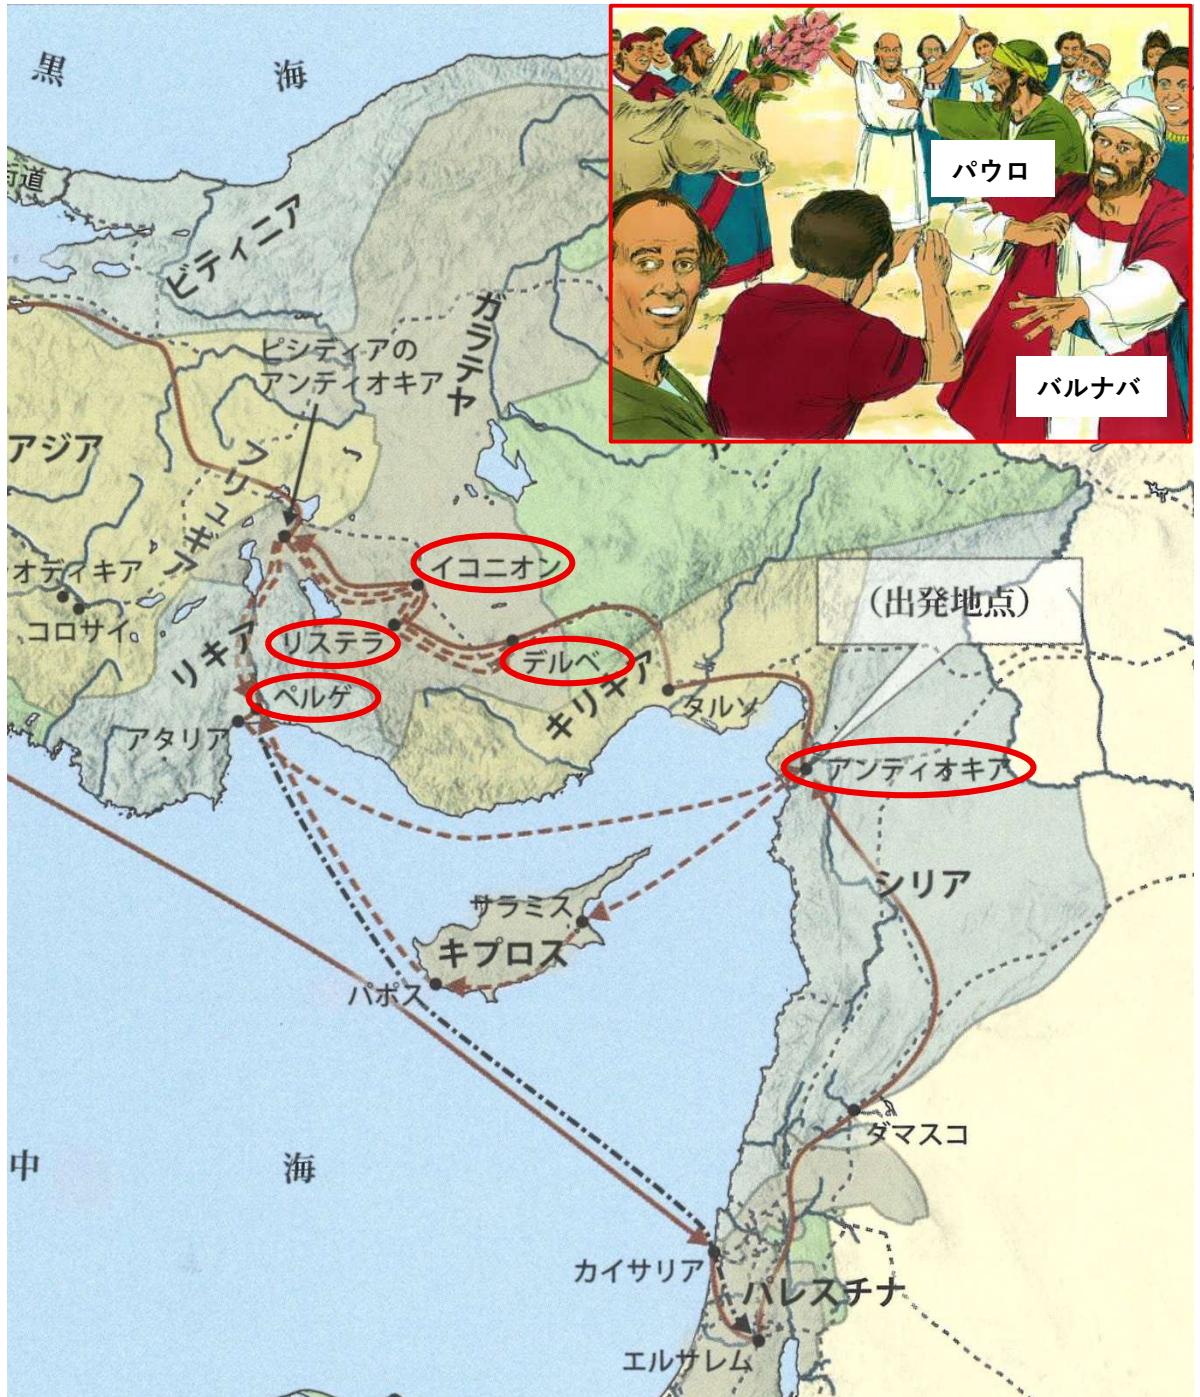 黒海
パウロ
バルナバ
街道
ビティニア
ガラテヤ
ピシディアの
アンティオキア
アジア
フリュギア
オディキア
コロサイ
イコニオン
(出発地点)
リキア
リステラ
デルベ
ペルゲ
キリキア
タルソ
アタリア
アンティオキア
シリア
サラミス
キプロス
パポス
ダマスコ
中海
カイサリア
パレスチナ
エルサレム